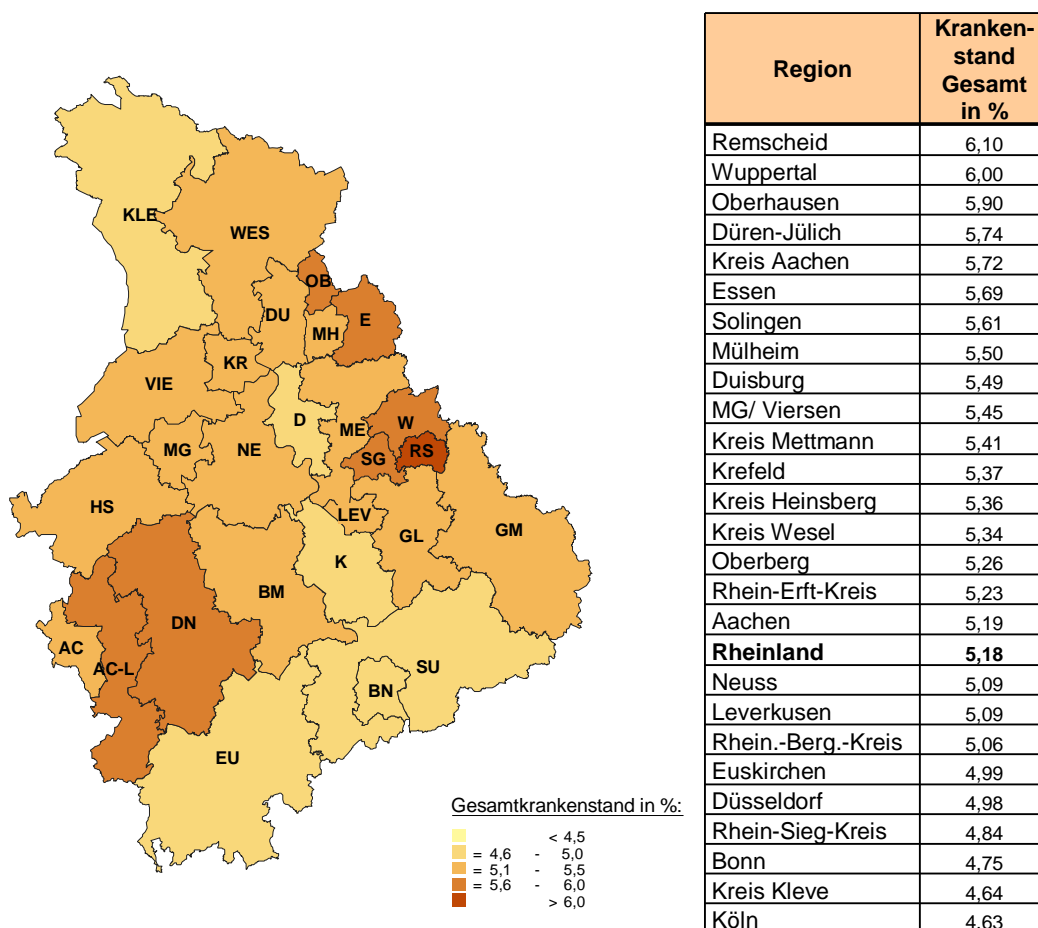 Region
Kranken-
stand
Gesamt
in %
Remscheid 6,10
Wuppertal 6,00
Oberhausen 5,90
Düren-Jülich 5,74
Kreis Aachen 5,72
Essen 5,69
Solingen 5,61
Mülheim 5,50
Duisburg 5,49
MG/ Viersen 5,45
Kreis Mettmann 5,41
Krefeld 5,37
Kreis Heinsberg 5,36
Kreis Wesel 5,34
Oberberg 5,26
Rhein-Erft-Kreis 5,23
Aachen 5,19
Rheinland 5,18
Neuss 5,09
Leverkusen 5,09
Rhein.-Berg.-Kreis 5,06
Euskirchen 4,99
Düsseldorf 4,98
Rhein-Sieg-Kreis 4,84
Bonn 4,75
Kreis Kleve 4,64
Köln 4,63
KLE
WES
OB
DU
E
MH
KR
VIE
D
W
ME
MG
NE
RS
SG
HS
LEV
GL
GM
K
BM
DN
AC
AC-L
SU
BN
EU
Gesamtkrankenstand in %:
< 4,5
= 4,6 - 5,0
= 5,1 - 5,5
= 5,6 - 6,0
> 6,0